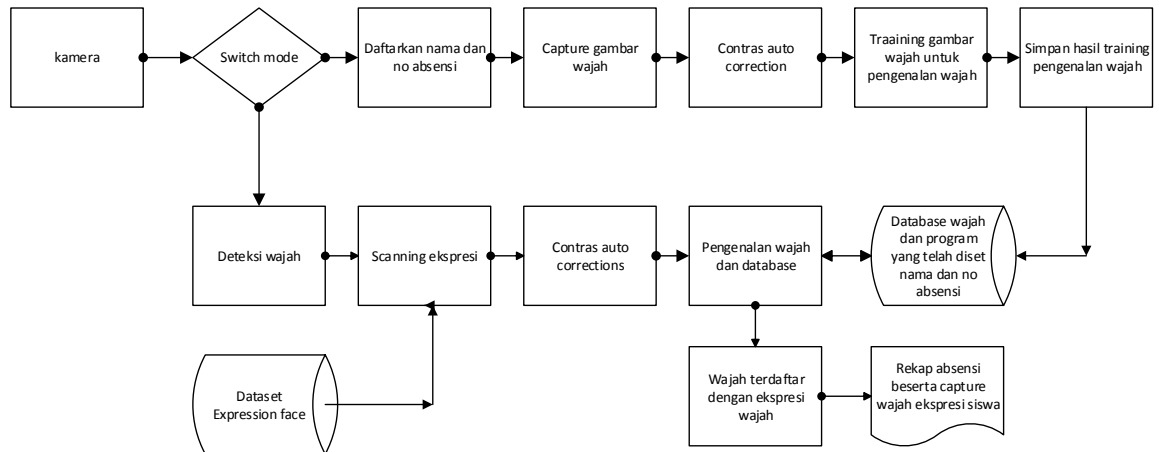 kamera
Switch mode
Daftarkan nama dan
no absensi
Capture gambar
wajah
Contras auto
correction
Traaining gambar
wajah untuk
pengenalan wajah
Simpan hasil training
pengenalan wajah
Deteksi wajah
Scanning ekspresi
Contras auto
corrections
Pengenalan wajah
dan database
Database wajah
dan program
yang telah diset
nama dan no
absensi
Dataset
Expression face
Wajah terdaftar
dengan ekspresi
wajah
Rekap absensi
beserta capture
wajah ekspresi siswa